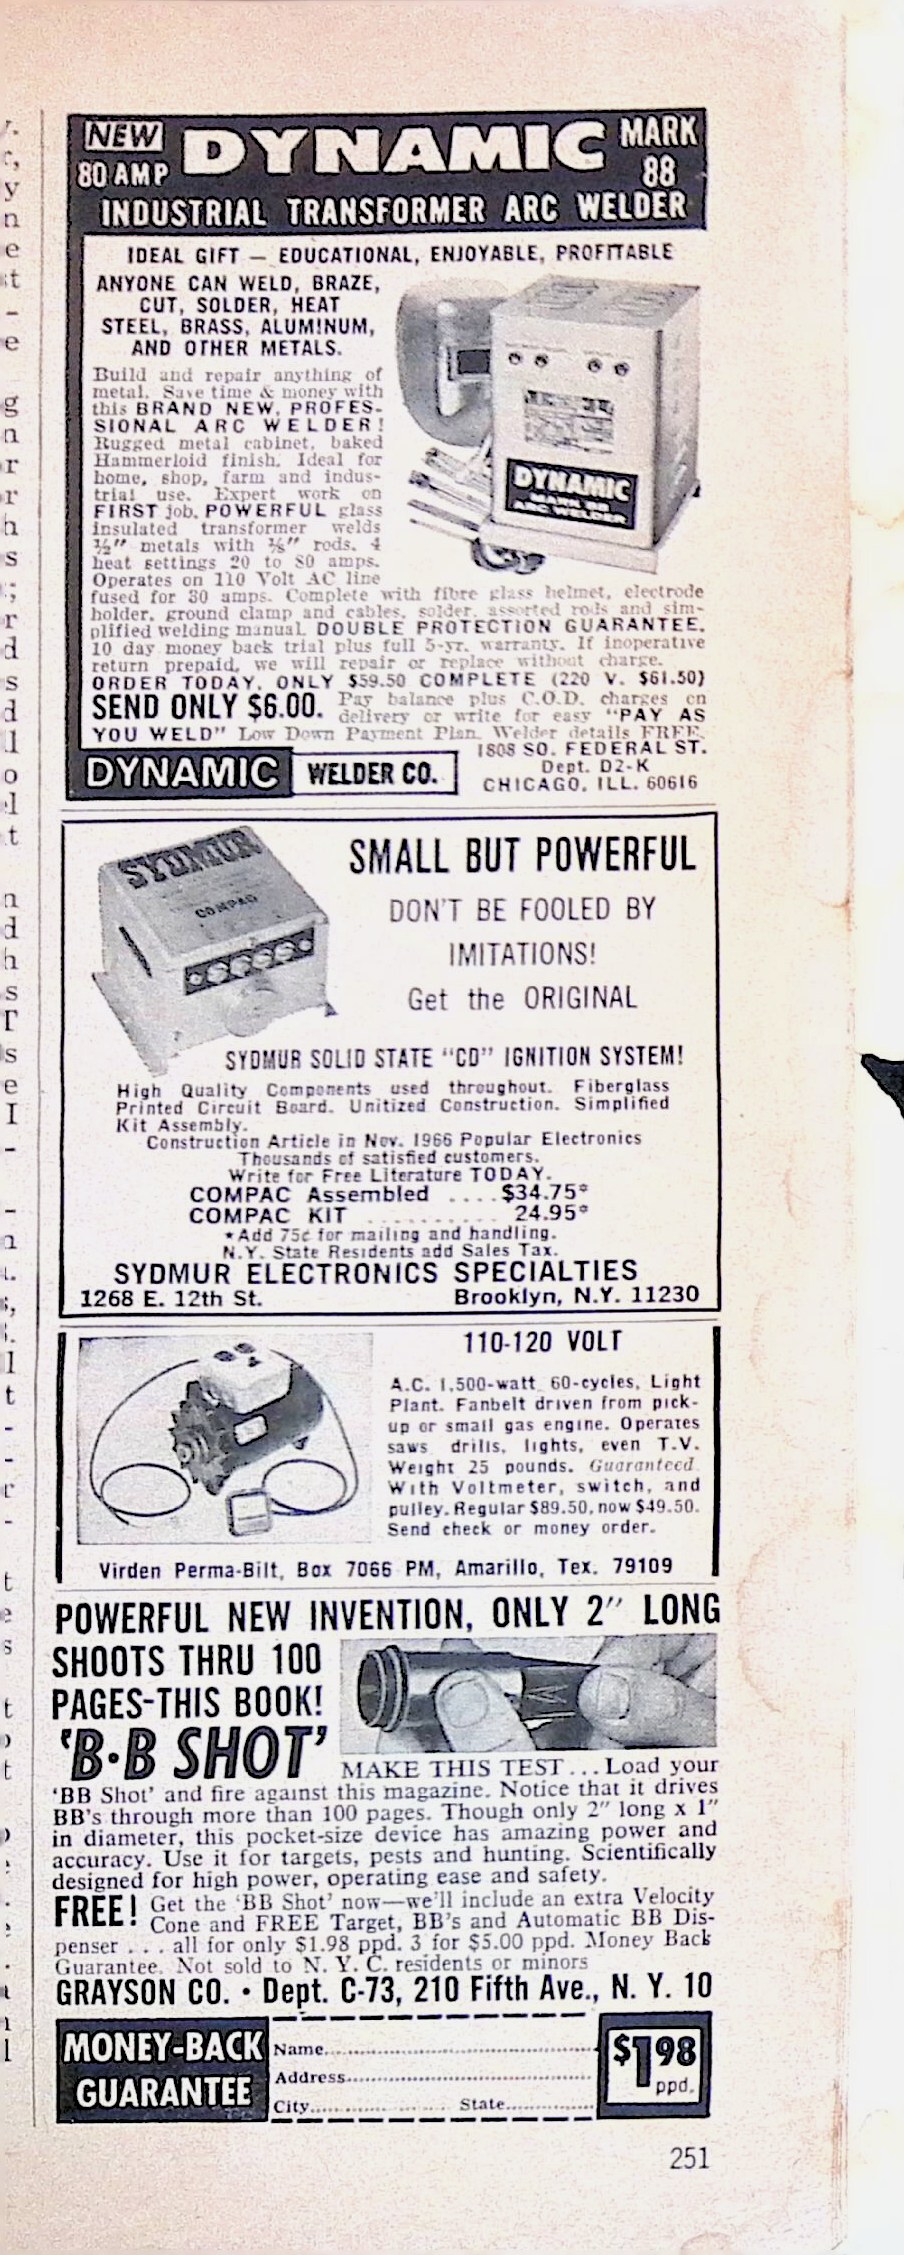 NEW
80 AMP
DYNAMIC
MARK
88
INDUSTRIAL TRANSFORMER ARC WELDER
IDEAL GIFT — EDUCATIONAL, ENJOYABLE, PROFITABLE
ANYONE CAN WELD, BRAZE,
CUT, SOLDER, HEAT
STEEL, BRASS, ALUMINUM,
AND OTHER METALS.
Build and repair anything of
metal. Save time & money with
this BRAND NEW, PROFES-
SIONAL ARC WELDER!
Rugged metal cabinet, baked
Hammerloid finish. Ideal for
home, shop, farm and indus-
trial use. Expert work on
FIRST job. POWERFUL glass
insulated transformer welds
½" metals with ⅛" rods. 4
heat settings 20 to 80 amps.
Operates on 110 Volt AC line
fused for 30 amps. Complete with fibre glass helmet, electrode
holder, ground clamp and cables, solder, assorted rods and sim-
plified welding manual. DOUBLE PROTECTION GUARANTEE.
10 day money back trial plus full 5-yr. warranty. If inoperative
return prepaid, we will repair or replace without charge.
ORDER TODAY. ONLY $59.50 COMPLETE (220 V. $61.50)
SEND ONLY $6.00. Pay balance plus C.O.D. charges on
delivery or write for easy "PAY AS
YOU WELD" Low Down Payment Plan. Welder details FREE.
DYNAMIC
MARK 88
ARC WELDER
DYNAMIC WELDER CO.
1808 SO. FEDERAL ST.
Dept. D2-K
CHICAGO, ILL. 60616
SYDMUR
COMPAC
SMALL BUT POWERFUL
DON'T BE FOOLED BY
IMITATIONS!
Get the ORIGINAL
SYDMUR SOLID STATE "CD" IGNITION SYSTEM!
High Quality Components used throughout. Fiberglass
Printed Circuit Board. Unitized Construction. Simplified
Kit Assembly.
Construction Article in Nov. 1966 Popular Electronics
Thousands of satisfied customers.
Write for Free Literature TODAY.
COMPAC Assembled .... $34.75*
COMPAC KIT .......... 24.95*
*Add 75¢ for mailing and handling.
N.Y. State Residents add Sales Tax.
SYDMUR ELECTRONICS SPECIALTIES
1268 E. 12th St. Brooklyn, N.Y. 11230
110-120 VOLT
A.C. 1,500-watt 60-cycles, Light
Plant. Fanbelt driven from pick-
up or small gas engine. Operates
saws drills, lights, even T.V.
Weight 25 pounds. Guaranteed.
With Voltmeter, switch, and
pulley. Regular $89.50, now $49.50.
Send check or money order.
Virden Perma-Bilt, Box 7066 PM, Amarillo, Tex. 79109
POWERFUL NEW INVENTION, ONLY 2" LONG
SHOOTS THRU 100
PAGES-THIS BOOK!
'B•B SHOT'
MAKE THIS TEST...Load your
'BB Shot' and fire against this magazine. Notice that it drives
BB's through more than 100 pages. Though only 2" long x 1"
in diameter, this pocket-size device has amazing power and
accuracy. Use it for targets, pests and hunting. Scientifically
designed for high power, operating ease and safety.
FREE! Get the 'BB Shot' now—we'll include an extra Velocity
Cone and FREE Target, BB's and Automatic BB Dis-
penser . . . all for only $1.98 ppd. 3 for $5.00 ppd. Money Back
Guarantee. Not sold to N. Y. C. residents or minors
GRAYSON CO. • Dept. C-73, 210 Fifth Ave., N. Y. 10
MONEY-BACK
GUARANTEE
Name
Address
City State
$1.98
ppd.
251